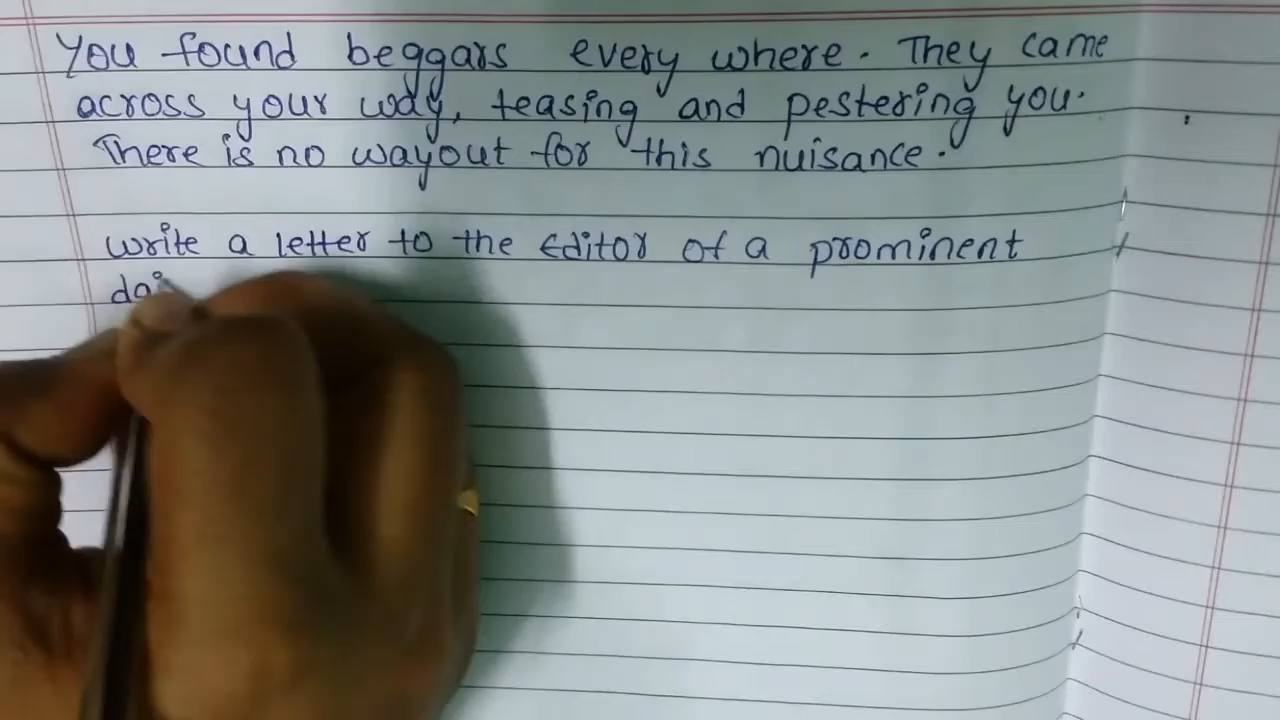 You found beggars every where. They came
across your way, teasing and pestering you.
There is no wayout for this nuisance.
write a letter to the Editor of a prominent